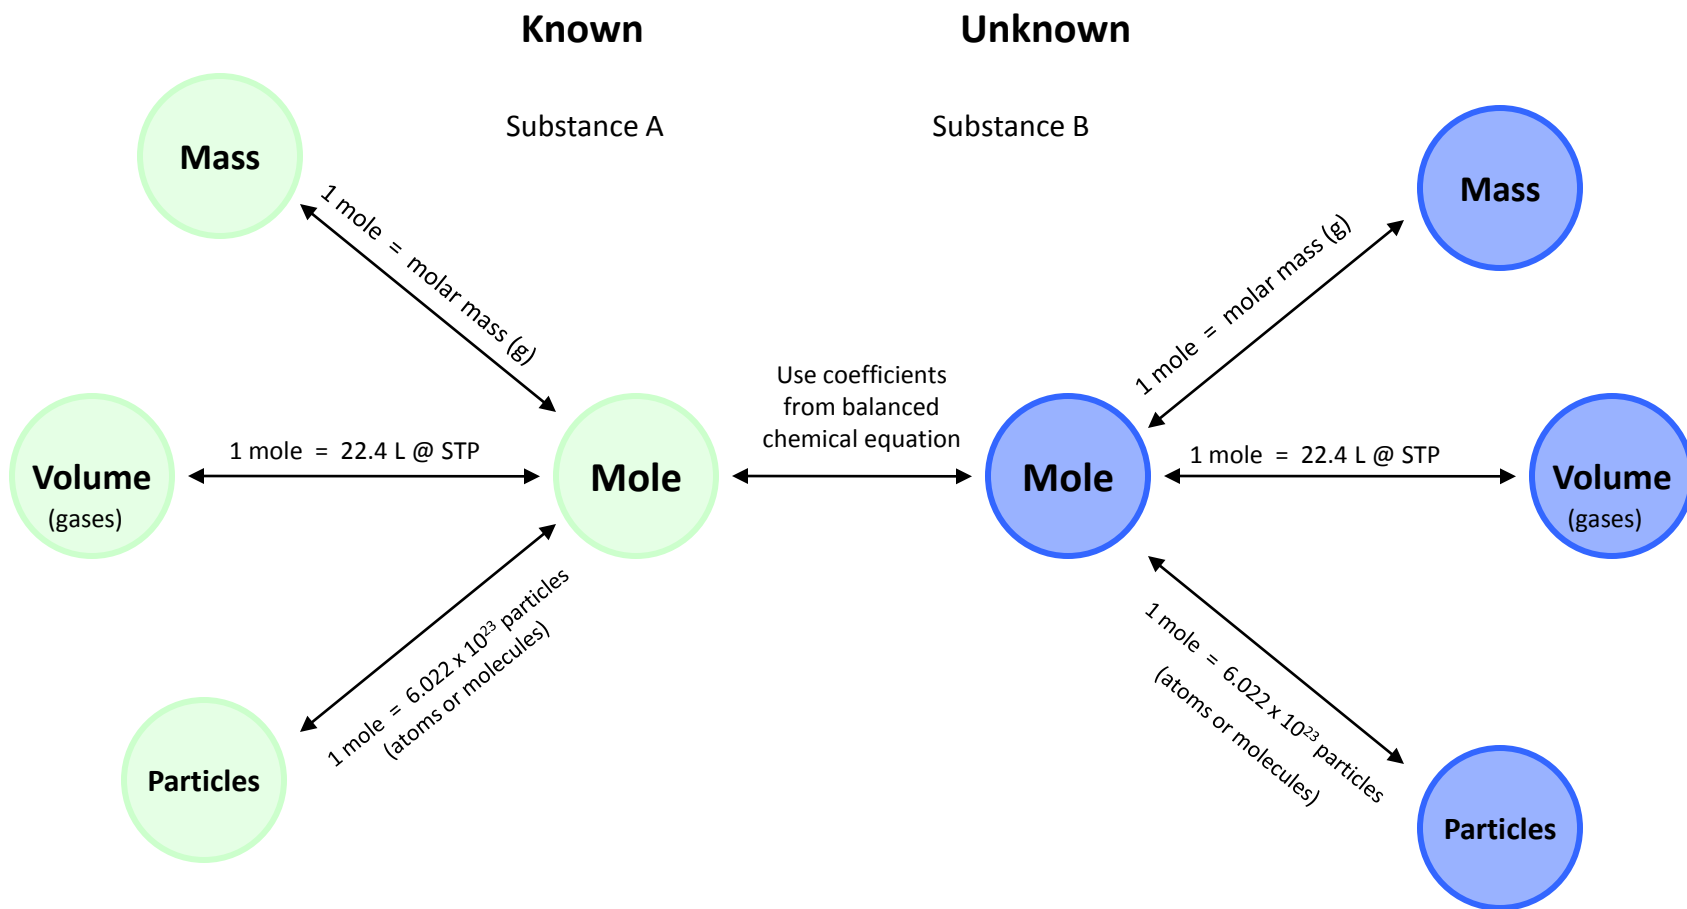 Known
Unknown
Substance A
Substance B
Mass
1 mole  =  molar mass (g)
Volume
(gases)
1 mole  =  22.4 L @ STP
Mole
1 mole  =  6.022 x 10²³ particles
(atoms or molecules)
Particles
Use coefficients
from balanced
chemical equation
Mole
Mass
1 mole  =  molar mass (g)
1 mole  =  22.4 L @ STP
Volume
(gases)
1 mole  =  6.022 x 10²³ particles
(atoms or molecules)
Particles